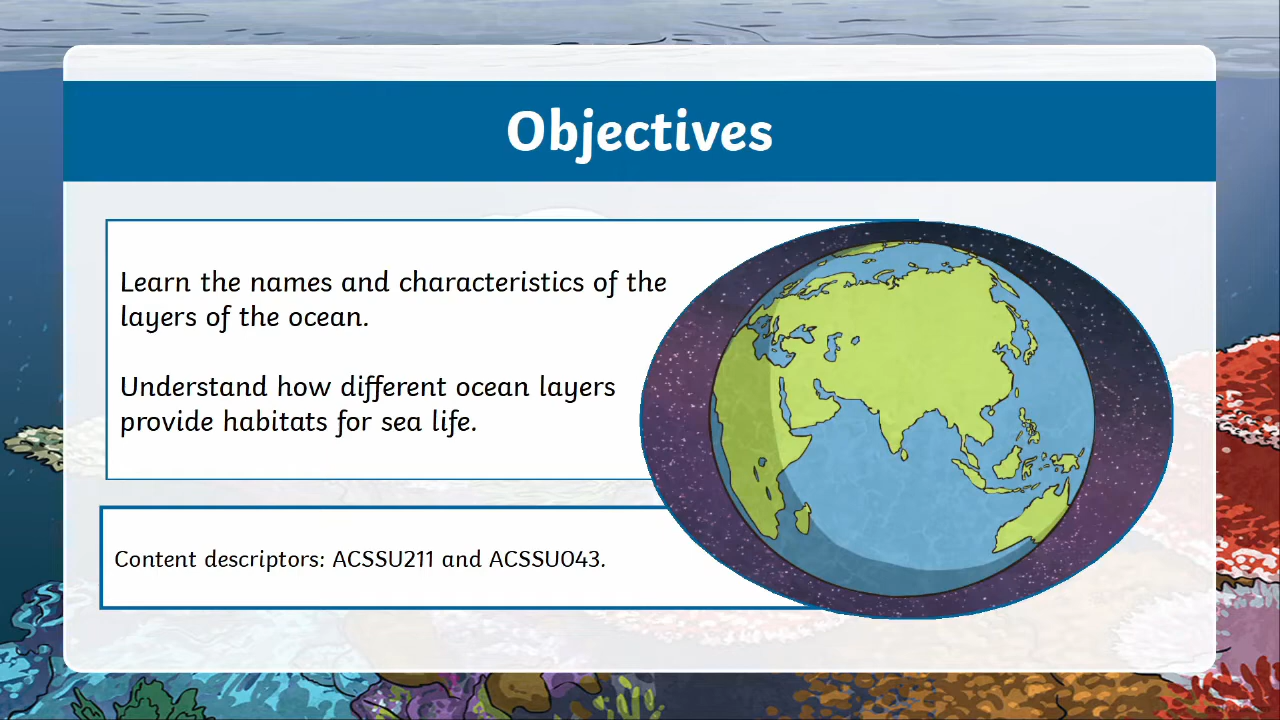 Objectives
Learn the names and characteristics of the
layers of the ocean.
Understand how different ocean layers
provide habitats for sea life.
Content descriptors: ACSSU211 and ACSSU043.